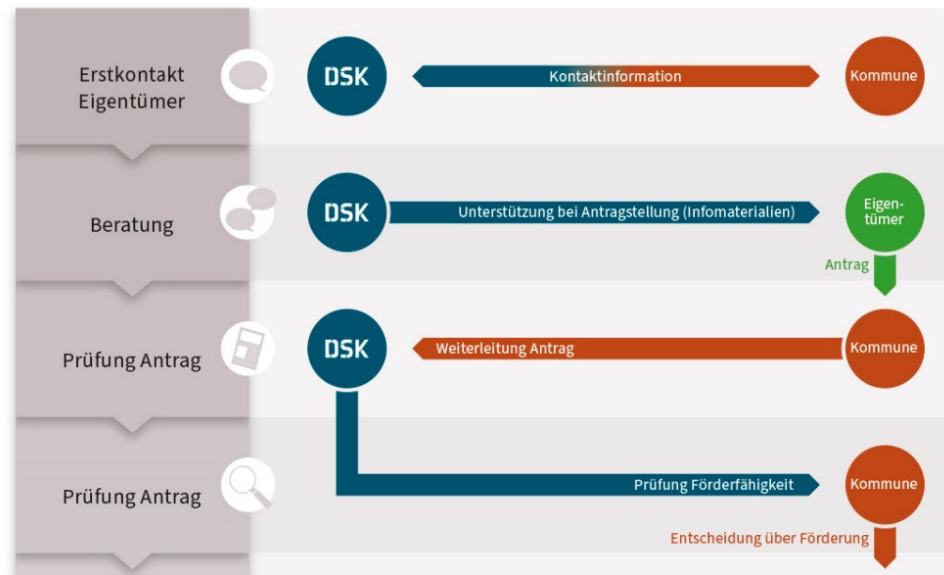 Erstkontakt
Eigentümer
DSK
Kontaktinformation
Kommune
Beratung
DSK
Unterstützung bei Antragstellung (Infomaterialien)
Eigen-
tümer
Antrag
Prüfung Antrag
DSK
Weiterleitung Antrag
Kommune
Prüfung Antrag
Prüfung Förderfähigkeit
Kommune
Entscheidung über Förderung